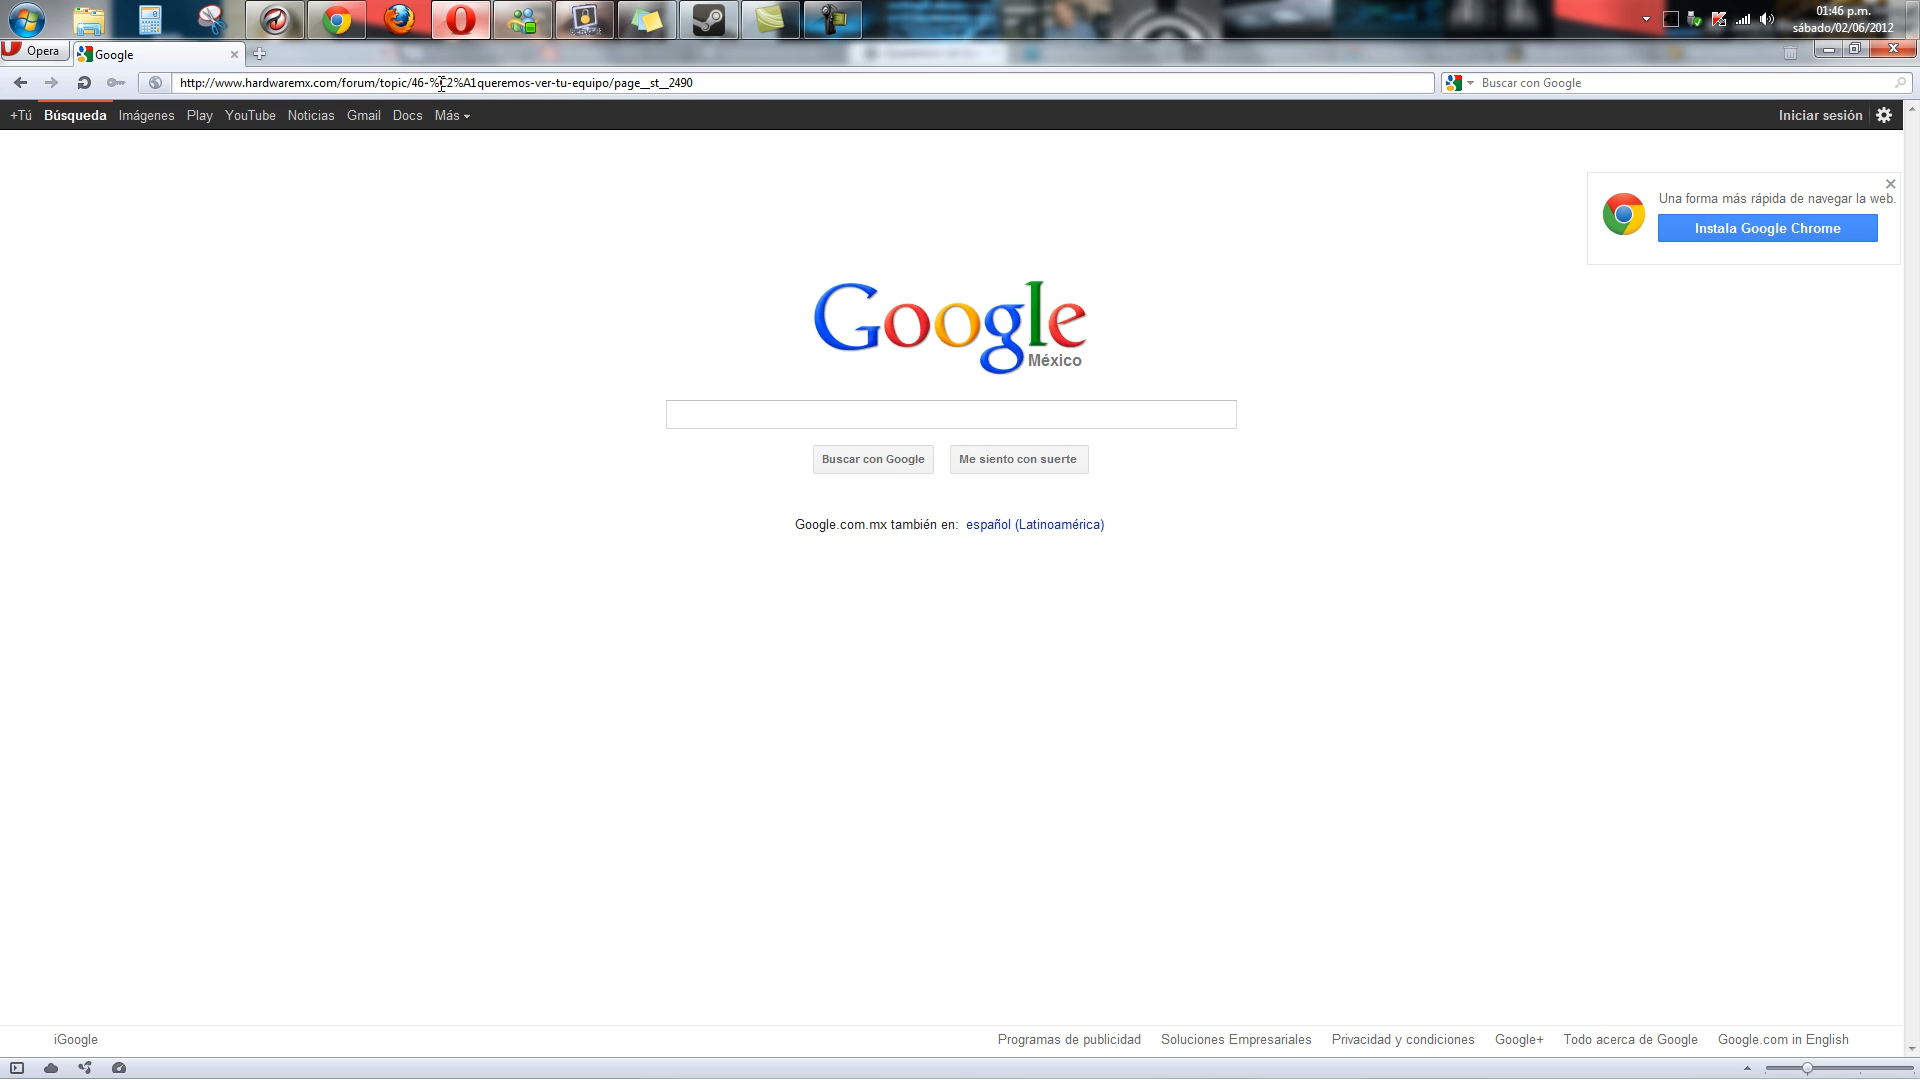 01:46 p.m.
sábado/02/06/2012
Opera
Google
http://www.hardwaremx.com/forum/topic/46-%C2%A1queremos-ver-tu-equipo/page__st__2490
Buscar con Google
+Tú Búsqueda Imágenes Play YouTube Noticias Gmail Docs Más
Iniciar sesión
Una forma más rápida de navegar la web.
Instala Google Chrome
Google
México
Buscar con Google
Me siento con suerte
Google.com.mx también en: español (Latinoamérica)
iGoogle
Programas de publicidad Soluciones Empresariales Privacidad y condiciones Google+ Todo acerca de Google Google.com in English